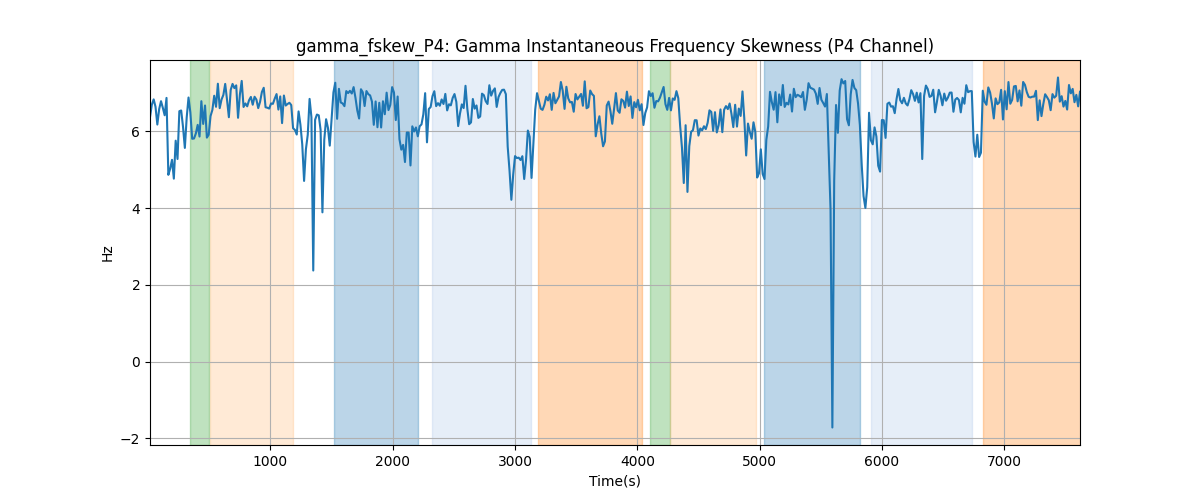 gamma_fskew_P4: Gamma Instantaneous Frequency Skewness (P4 Channel)
Hz
6
4
2
0
−2
1000 2000 3000 4000 5000 6000 7000
Time(s)